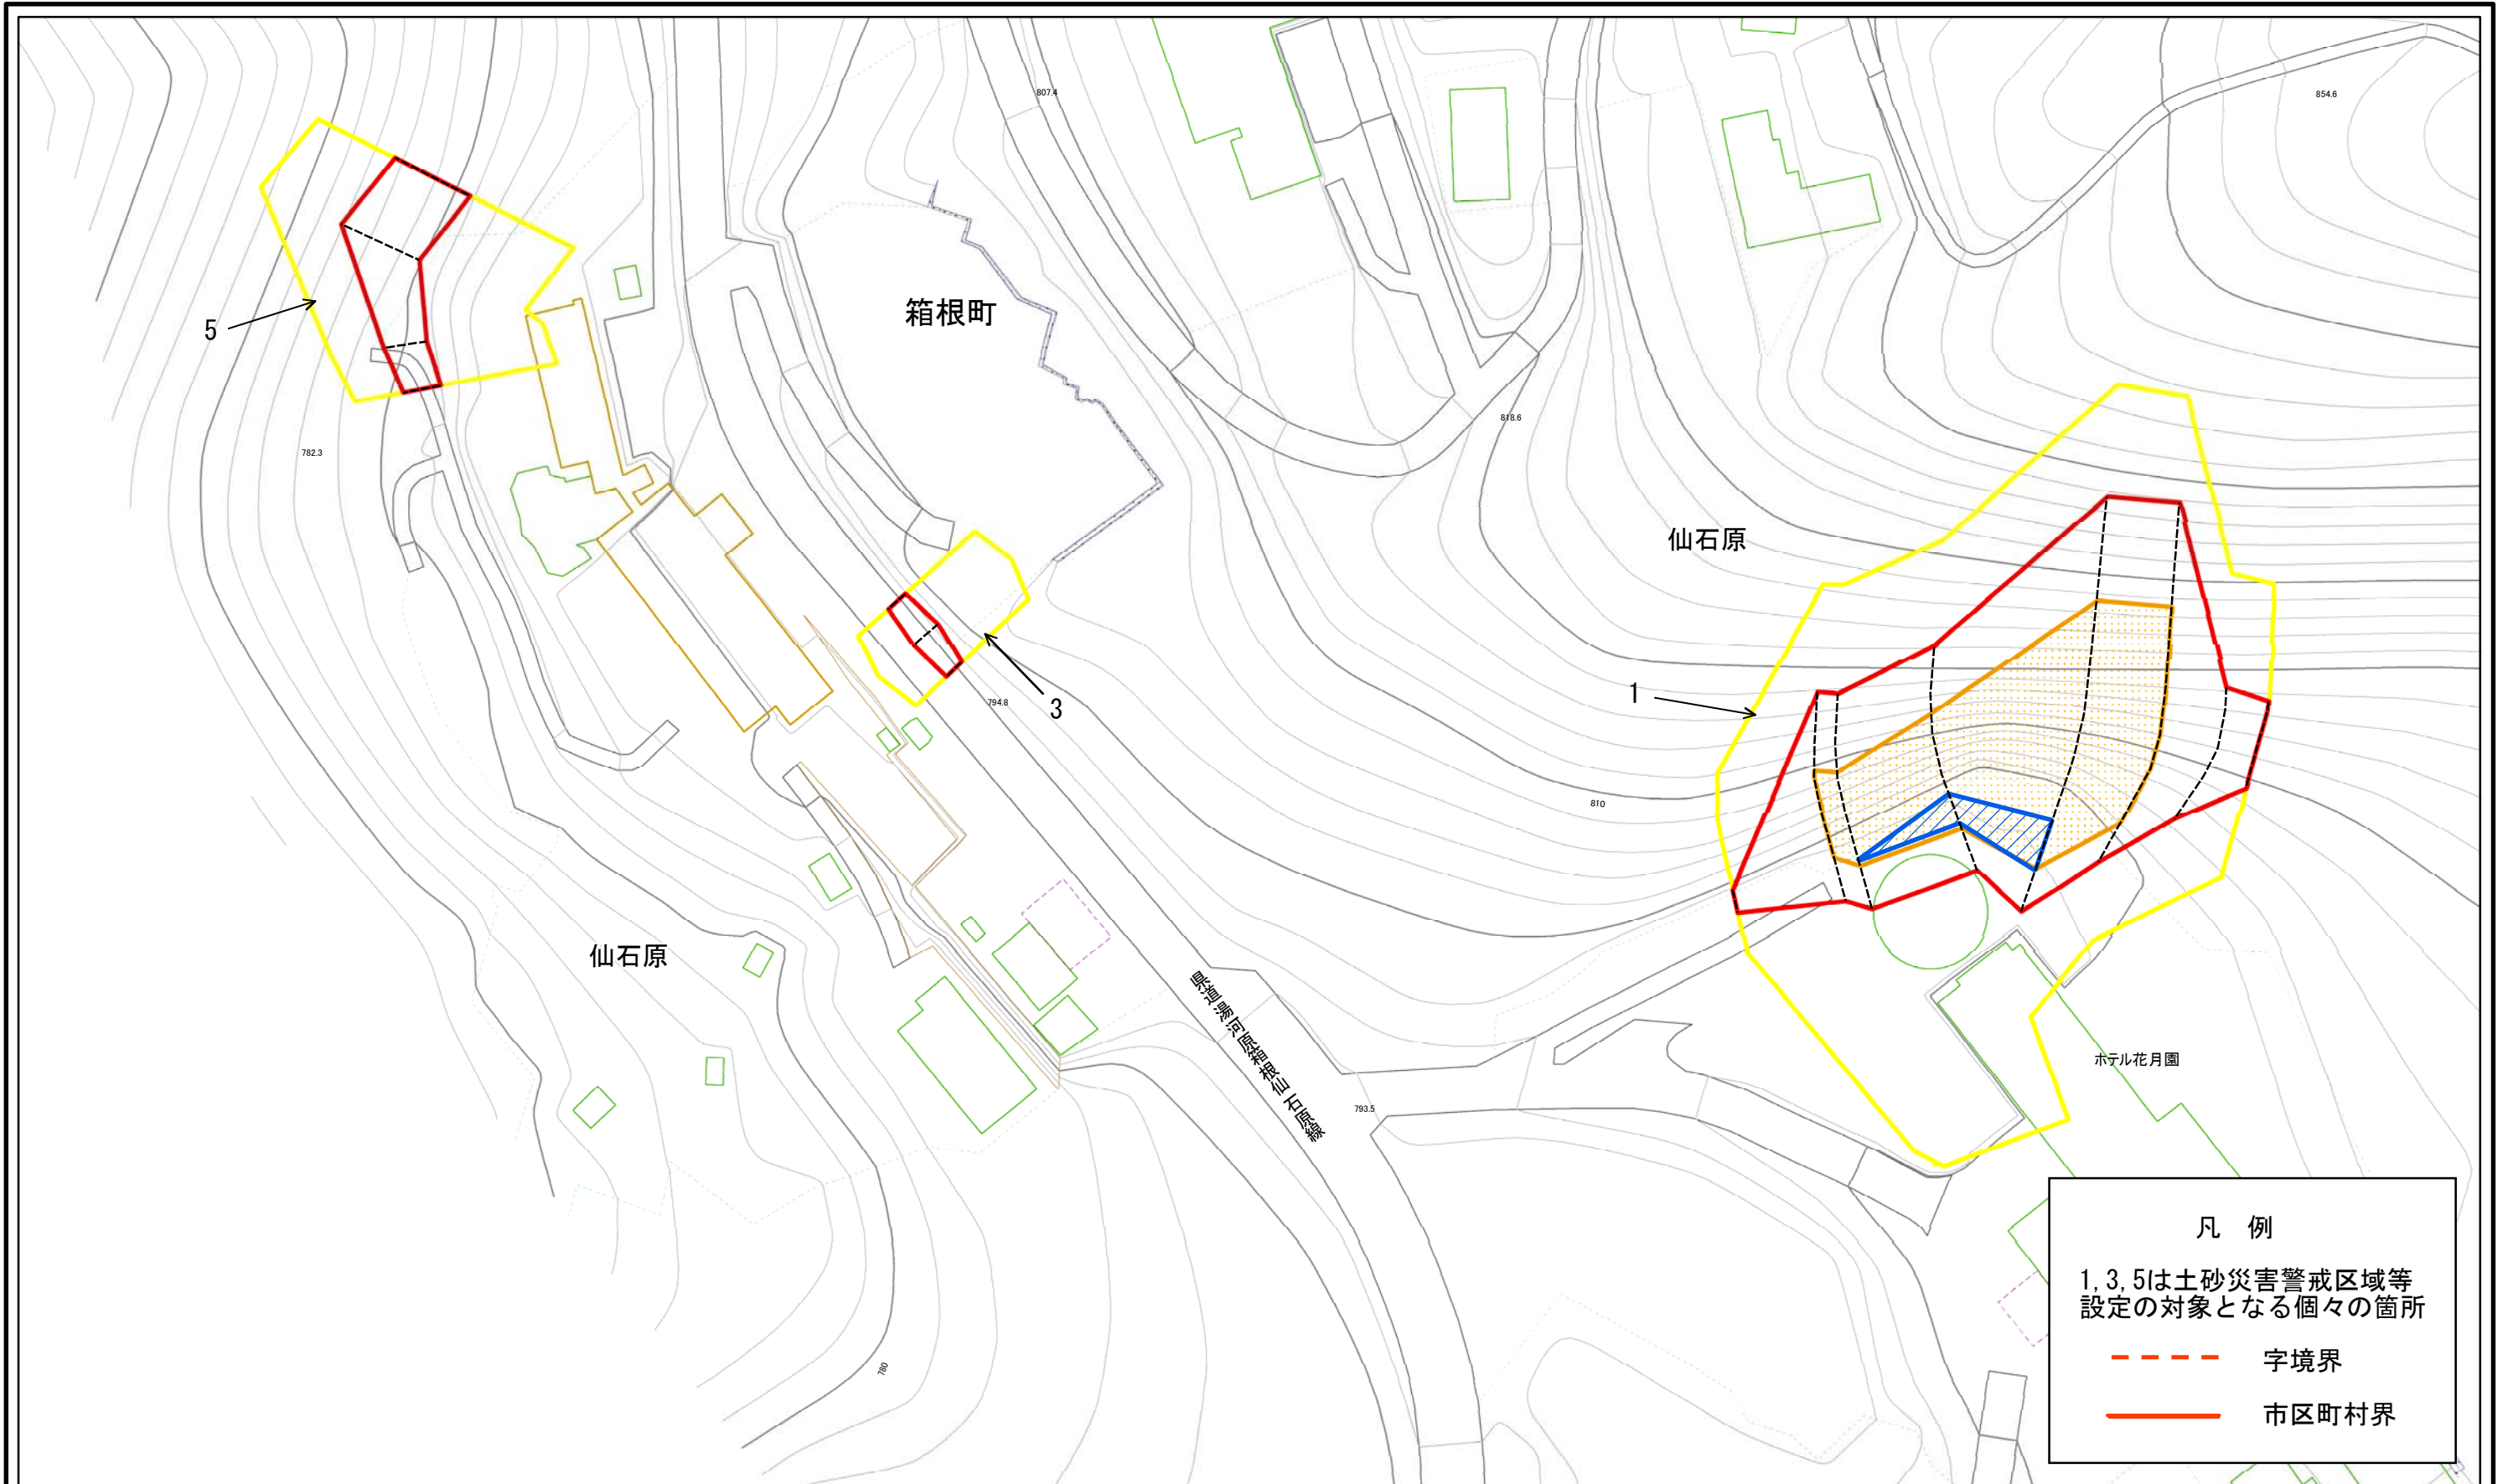 807.4
854.6
箱根町
5
818.6
782.3
仙石原
1
3
794.8
810
仙石原
県道湯河原箱根仙石原線
ホテル花月園
793.5
780
凡 例
1,3,5は土砂災害警戒区域等
設定の対象となる個々の箇所
字境界
市区町村界